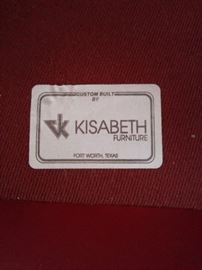 CUSTOM BUILT
BY
KISABETH
FURNITURE
FORT WORTH, TEXAS